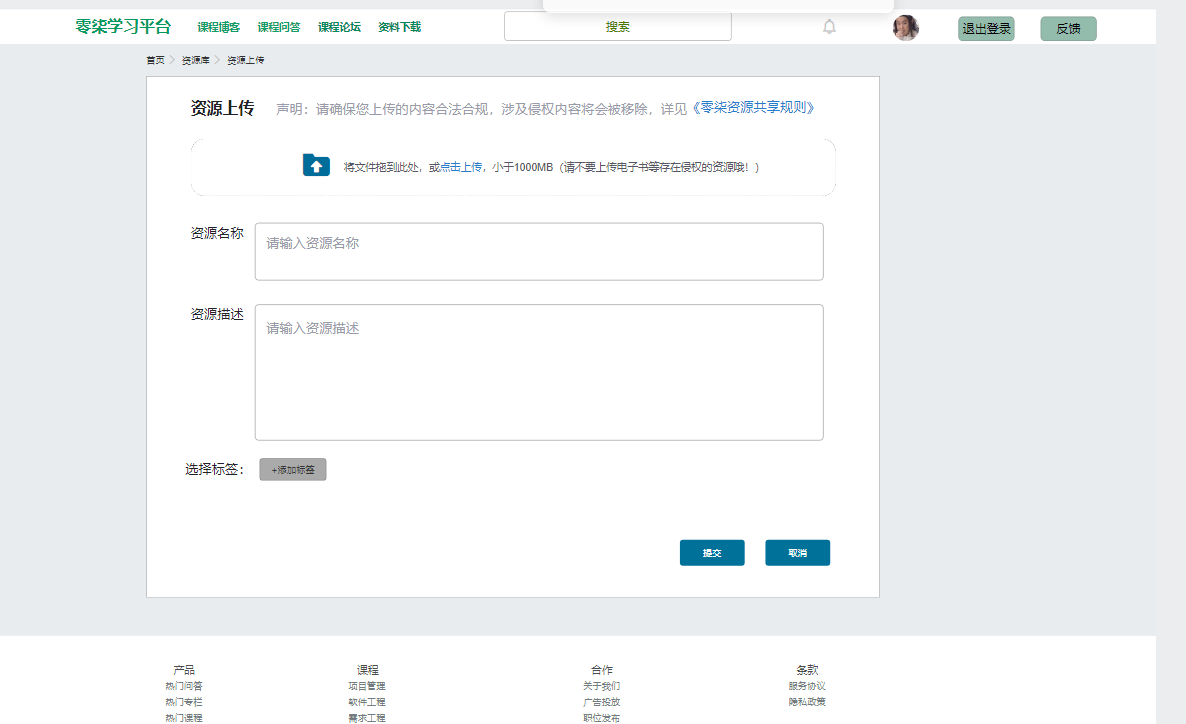 零柒学习平台 课程博客 课程问答 课程论坛 资料下载 搜索 退出登录 反馈
首页 资源库 资源上传
资源上传 声明：请确保您上传的内容合法合规，涉及侵权内容将会被移除，详见《零柒资源共享规则》
将文件拖到此处，或点击上传，小于1000MB（请不要上传电子书等存在侵权的资源哦！）
资源名称 请输入资源名称
资源描述 请输入资源描述
选择标签： +添加标签
提交 取消
产品 课程 合作 条款
热门问答 项目管理 关于我们 服务协议
热门专栏 软件工程 广告投放 隐私政策
热门课程 需求工程 职位发布